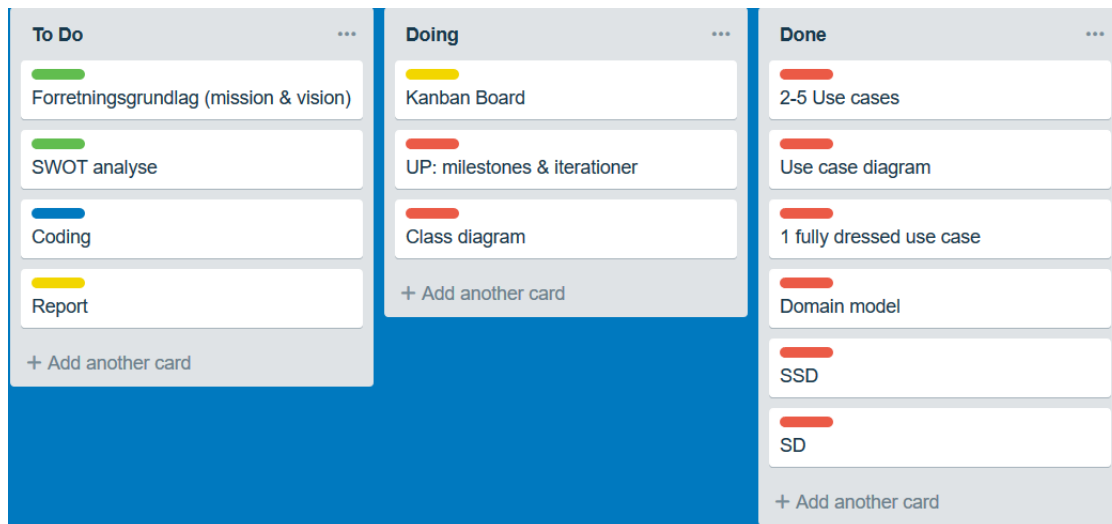 To Do
Forretningsgrundlag (mission & vision)
SWOT analyse
Coding
Report
+ Add another card
Doing
Kanban Board
UP: milestones & iterationer
Class diagram
+ Add another card
Done
2-5 Use cases
Use case diagram
1 fully dressed use case
Domain model
SSD
SD
+ Add another card